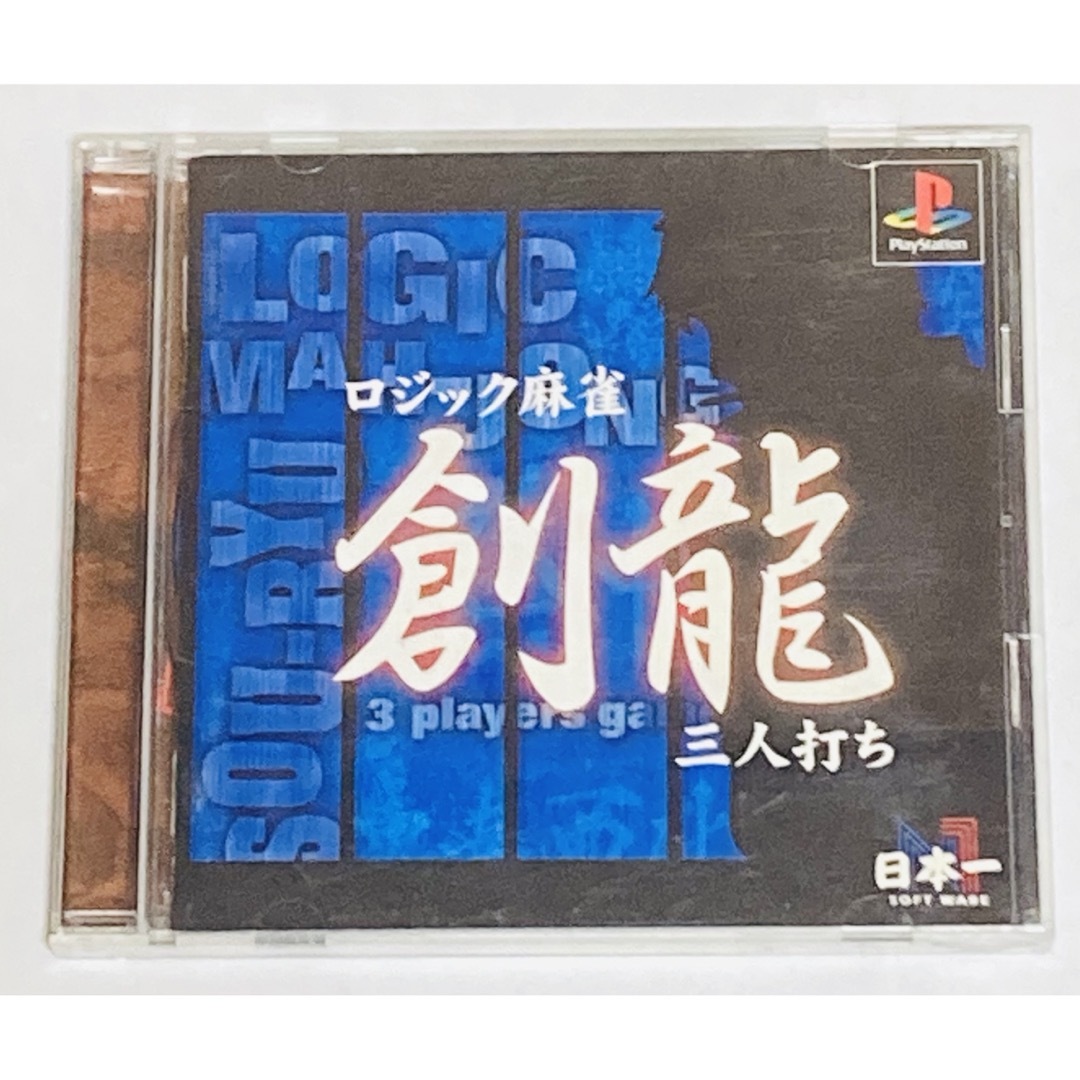 PlayStation
LOGIC
MAHJONG
SOU-RYU
ロジック麻雀
創龍
3 players ga
三人打ち
日本一
SOFT WARE